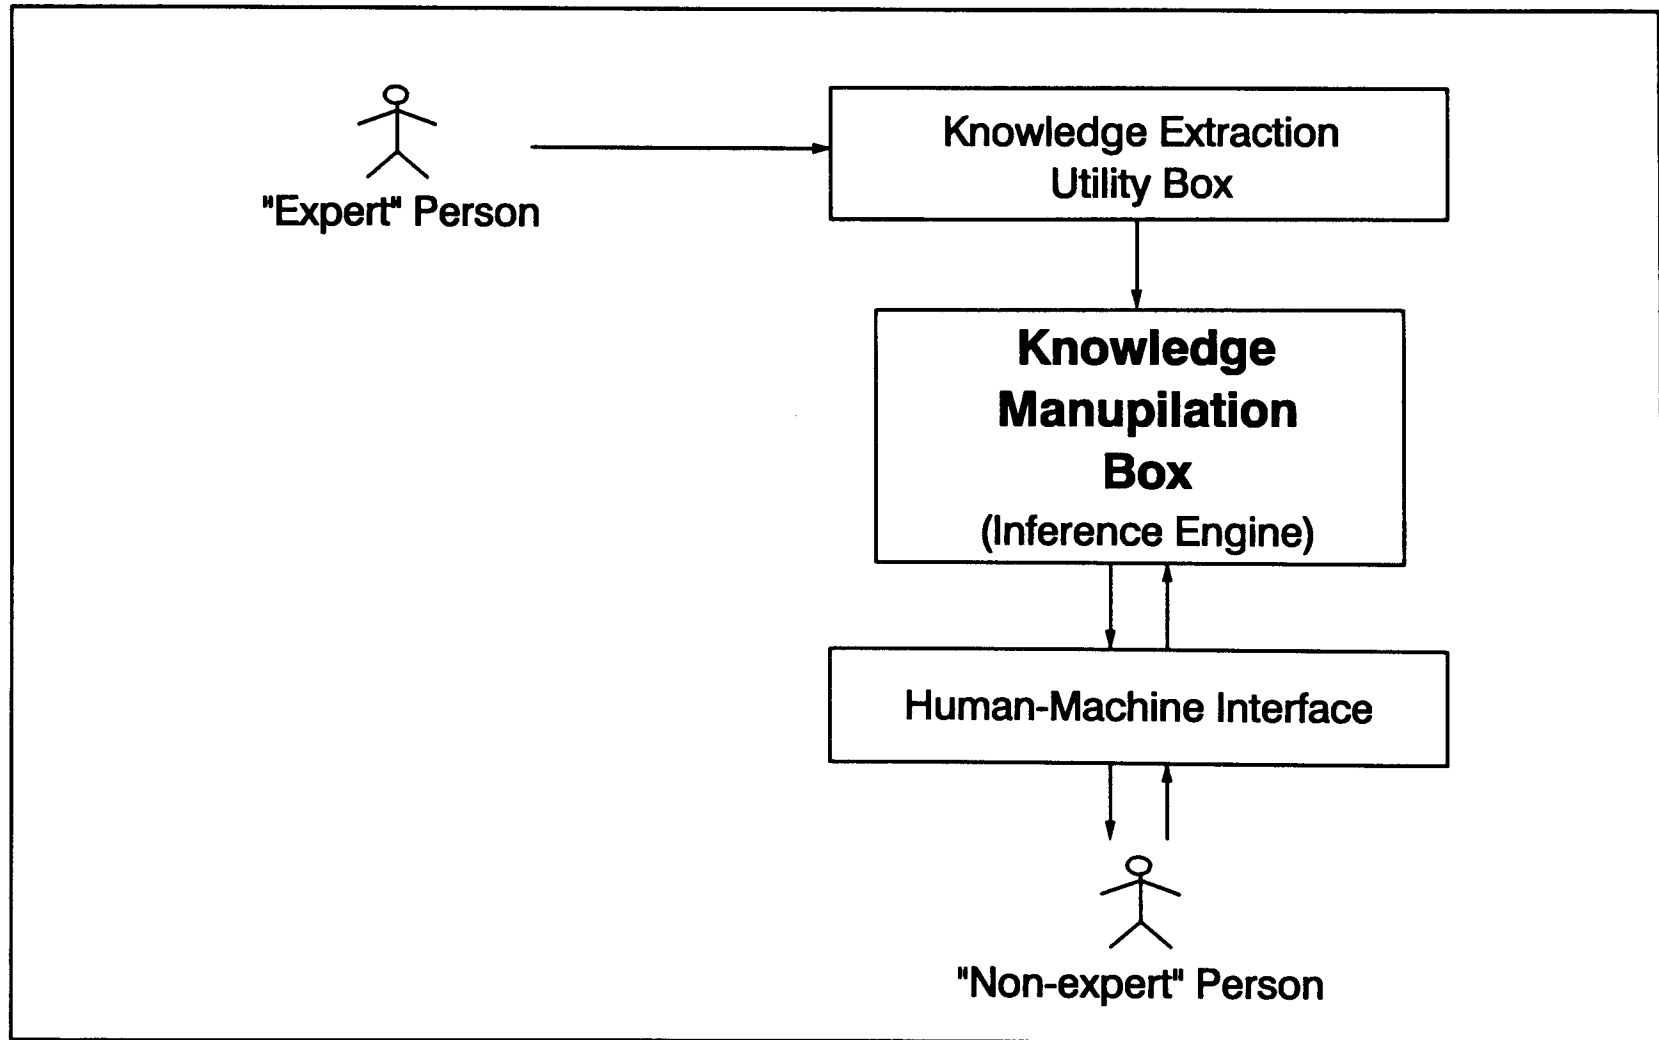 Knowledge Extraction
Utility Box
"Expert" Person
Knowledge
Manupilation
Box
(Inference Engine)
Human-Machine Interface
"Non-expert" Person